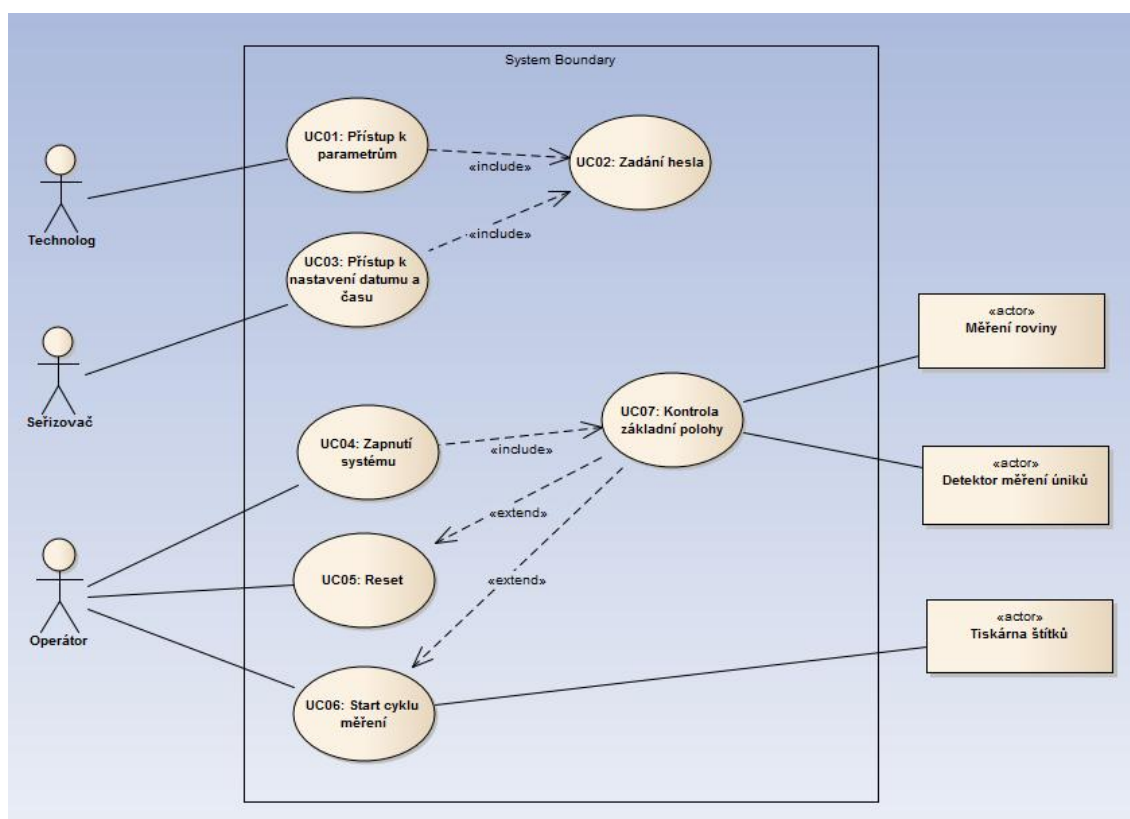 System Boundary
UC01: Přístup k
parametrům
UC02: Zadání hesla
«include»
Technolog
«include»
UC03: Přístup k
nastavení datumu a
času
Seřizovač
«actor»
Měření roviny
UC07: Kontrola
základní polohy
UC04: Zapnutí
systému
«include»
«actor»
Detektor měření úniků
«extend»
UC05: Reset
«extend»
Operátor
«actor»
Tiskárna štítků
UC06: Start cyklu
měření